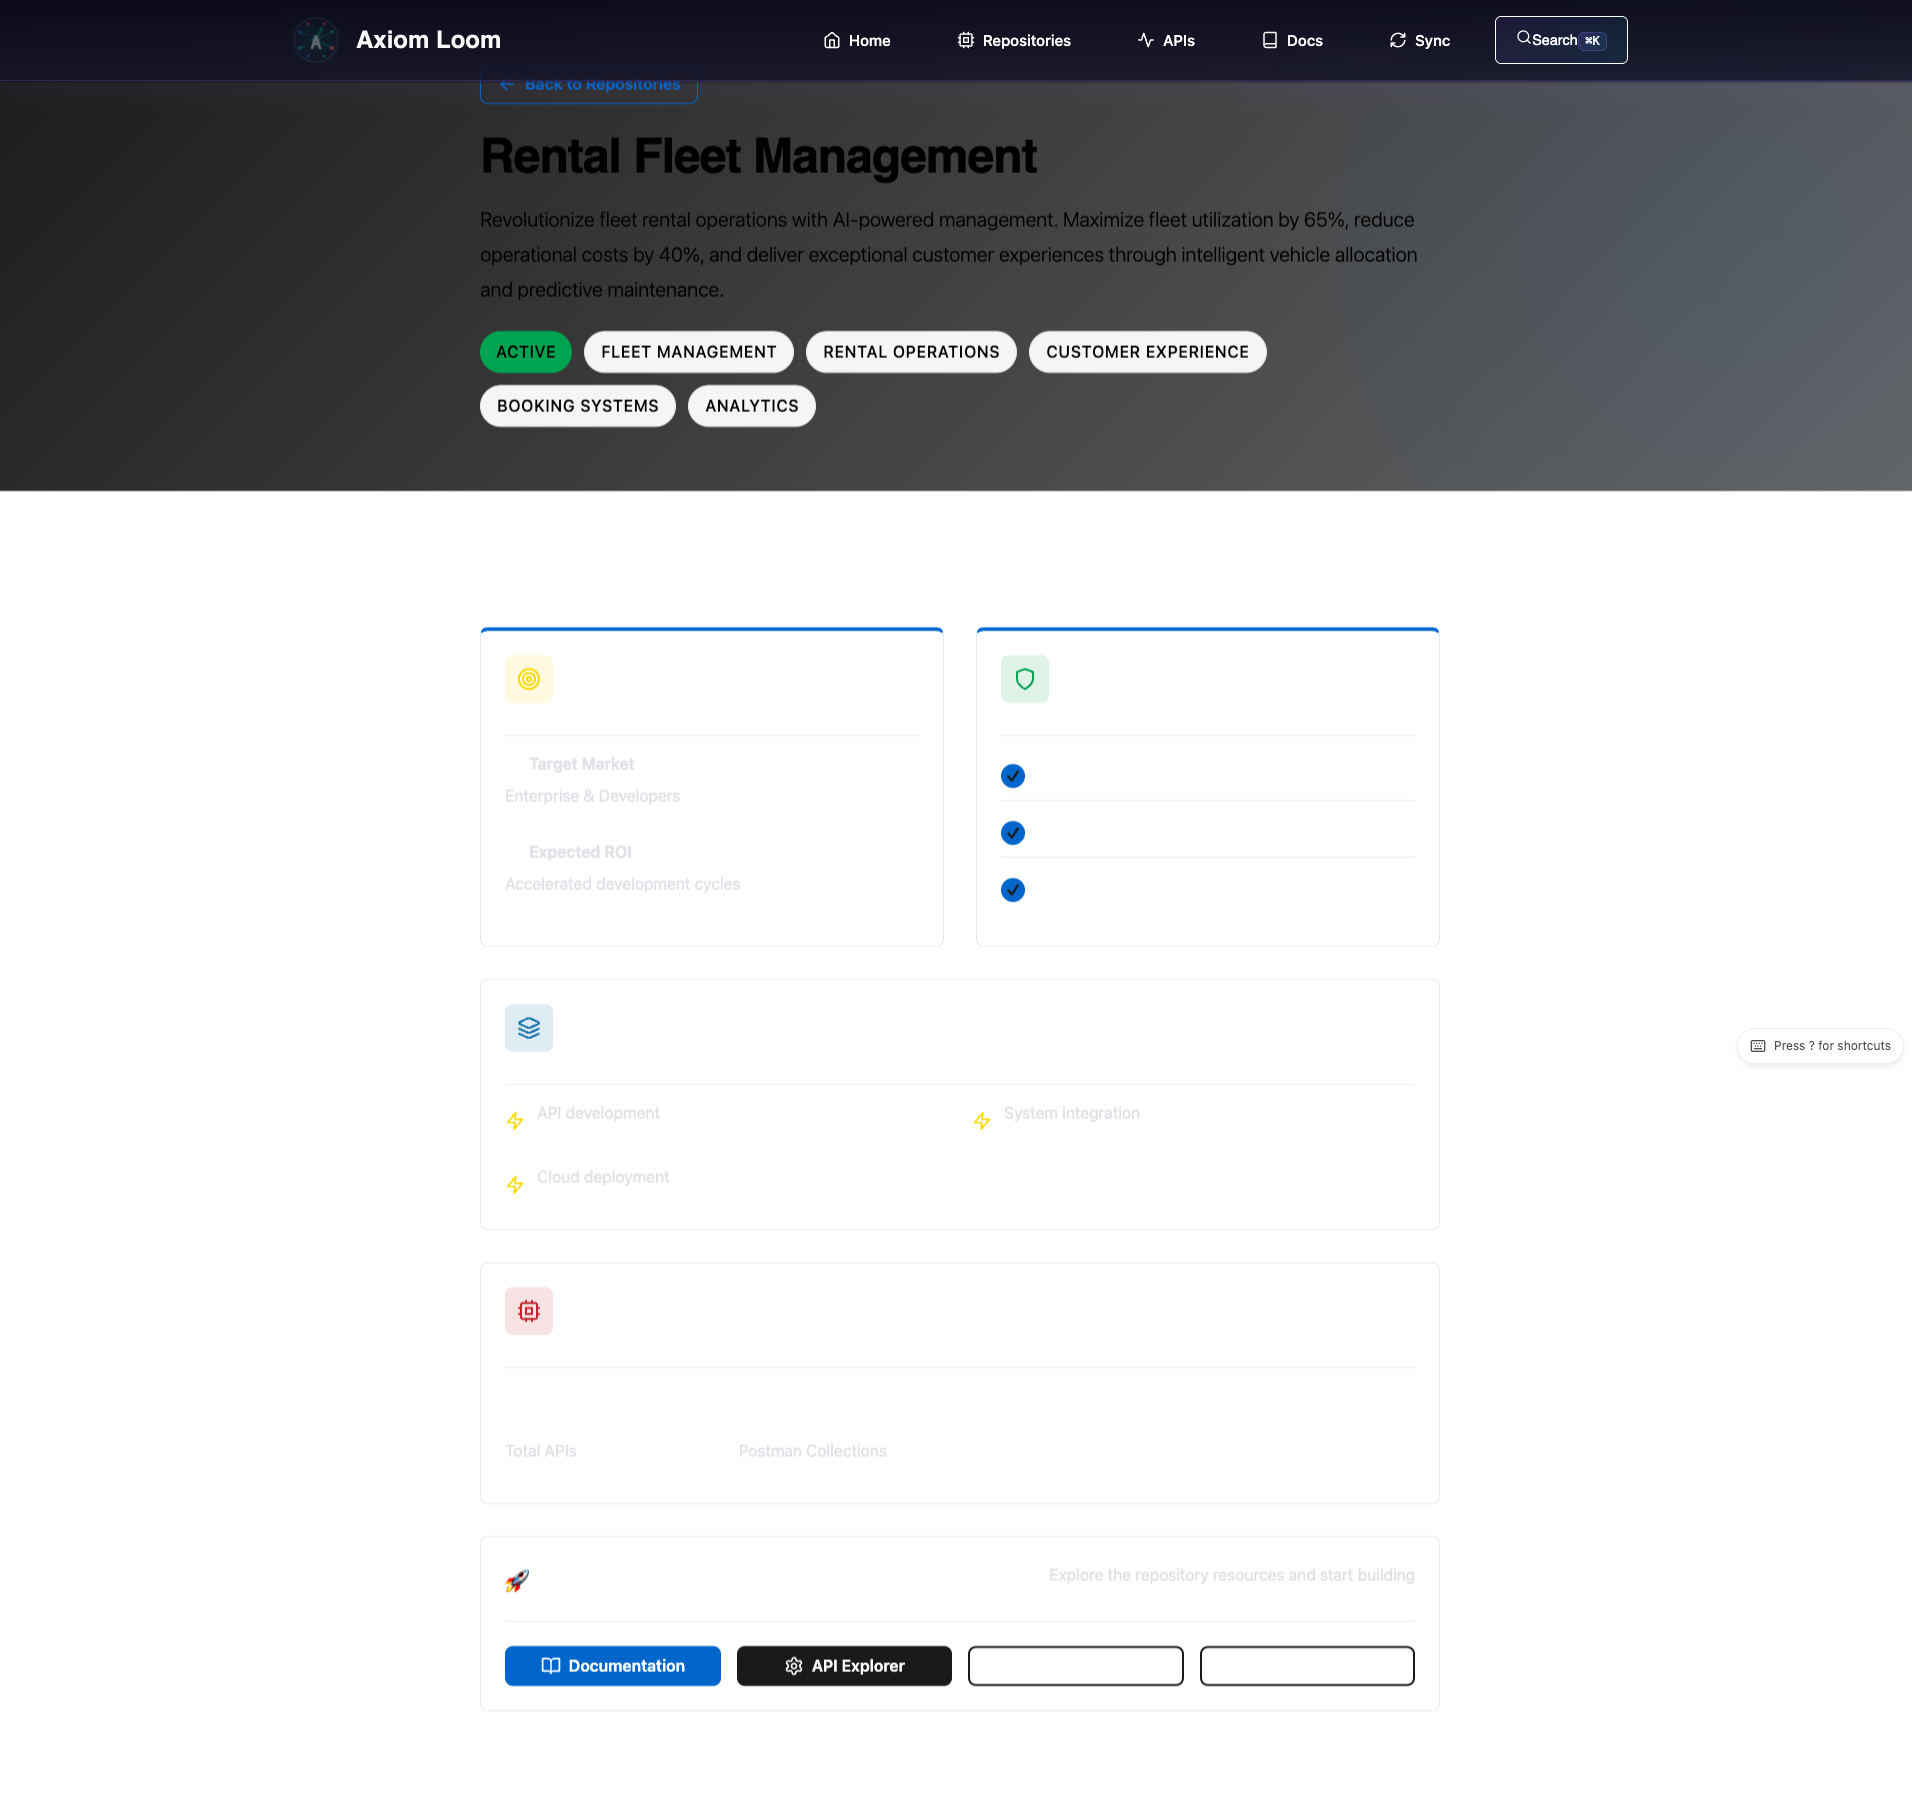 Axiom Loom
Home
Repositories
APIs
Docs
Sync
Search ⌘K
Back to Repositories
Rental Fleet Management
Revolutionize fleet rental operations with AI-powered management. Maximize fleet utilization by 65%, reduce
operational costs by 40%, and deliver exceptional customer experiences through intelligent vehicle allocation
and predictive maintenance.
ACTIVE
FLEET MANAGEMENT
RENTAL OPERATIONS
CUSTOMER EXPERIENCE
BOOKING SYSTEMS
ANALYTICS
Target Market
Enterprise & Developers
Expected ROI
Accelerated development cycles
Press ? for shortcuts
API development
System integration
Cloud deployment
Total APIs
Postman Collections
Explore the repository resources and start building
Documentation
API Explorer